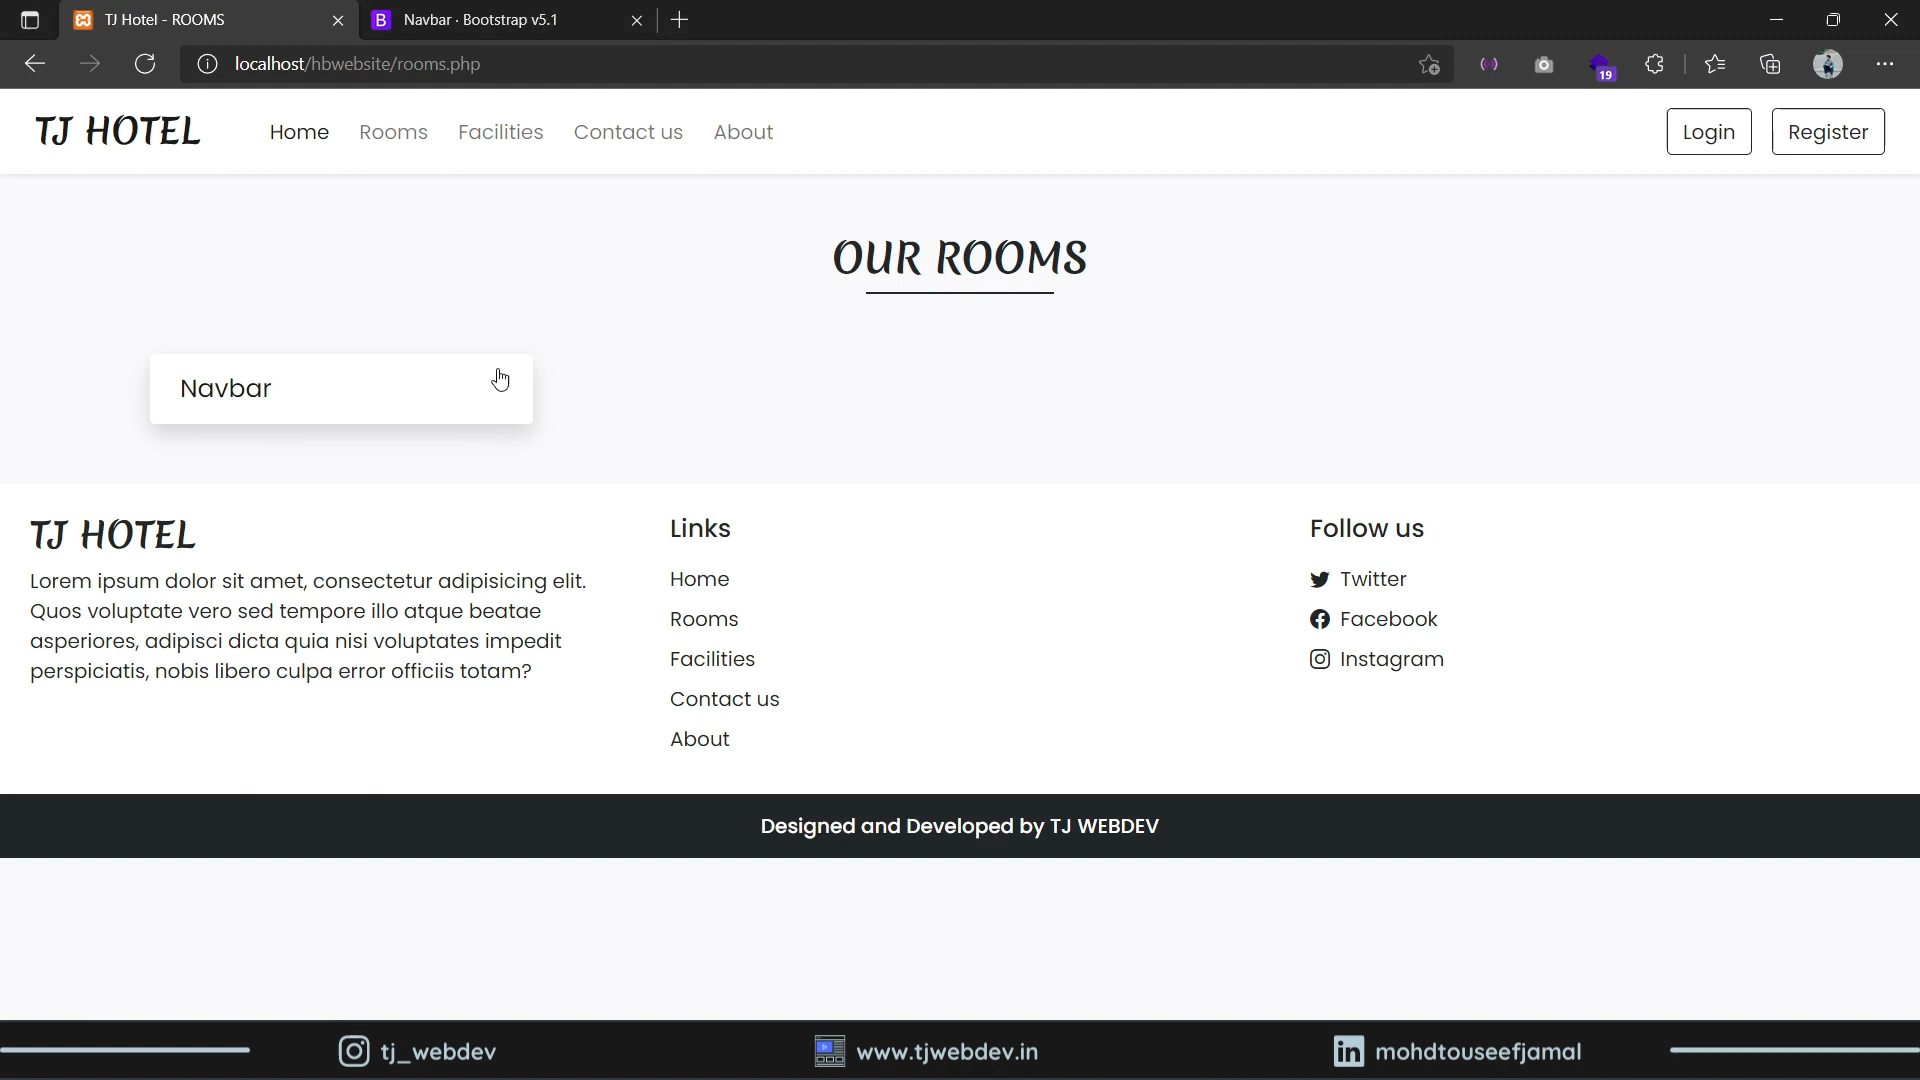 TJ Hotel - ROOMS
Navbar · Bootstrap v5.1
localhost/hbwebsite/rooms.php
19
TJ HOTEL
Home Rooms Facilities Contact us About
Login Register
OUR ROOMS
Navbar
TJ HOTEL
Lorem ipsum dolor sit amet, consectetur adipisicing elit.
Quos voluptate vero sed tempore illo atque beatae
asperiores, adipisci dicta quia nisi voluptates impedit
perspiciatis, nobis libero culpa error officiis totam?
Links
Home
Rooms
Facilities
Contact us
About
Follow us
Twitter
Facebook
Instagram
Designed and Developed by TJ WEBDEV
tj_webdev
www.tjwebdev.in
mohdtouseefjamal